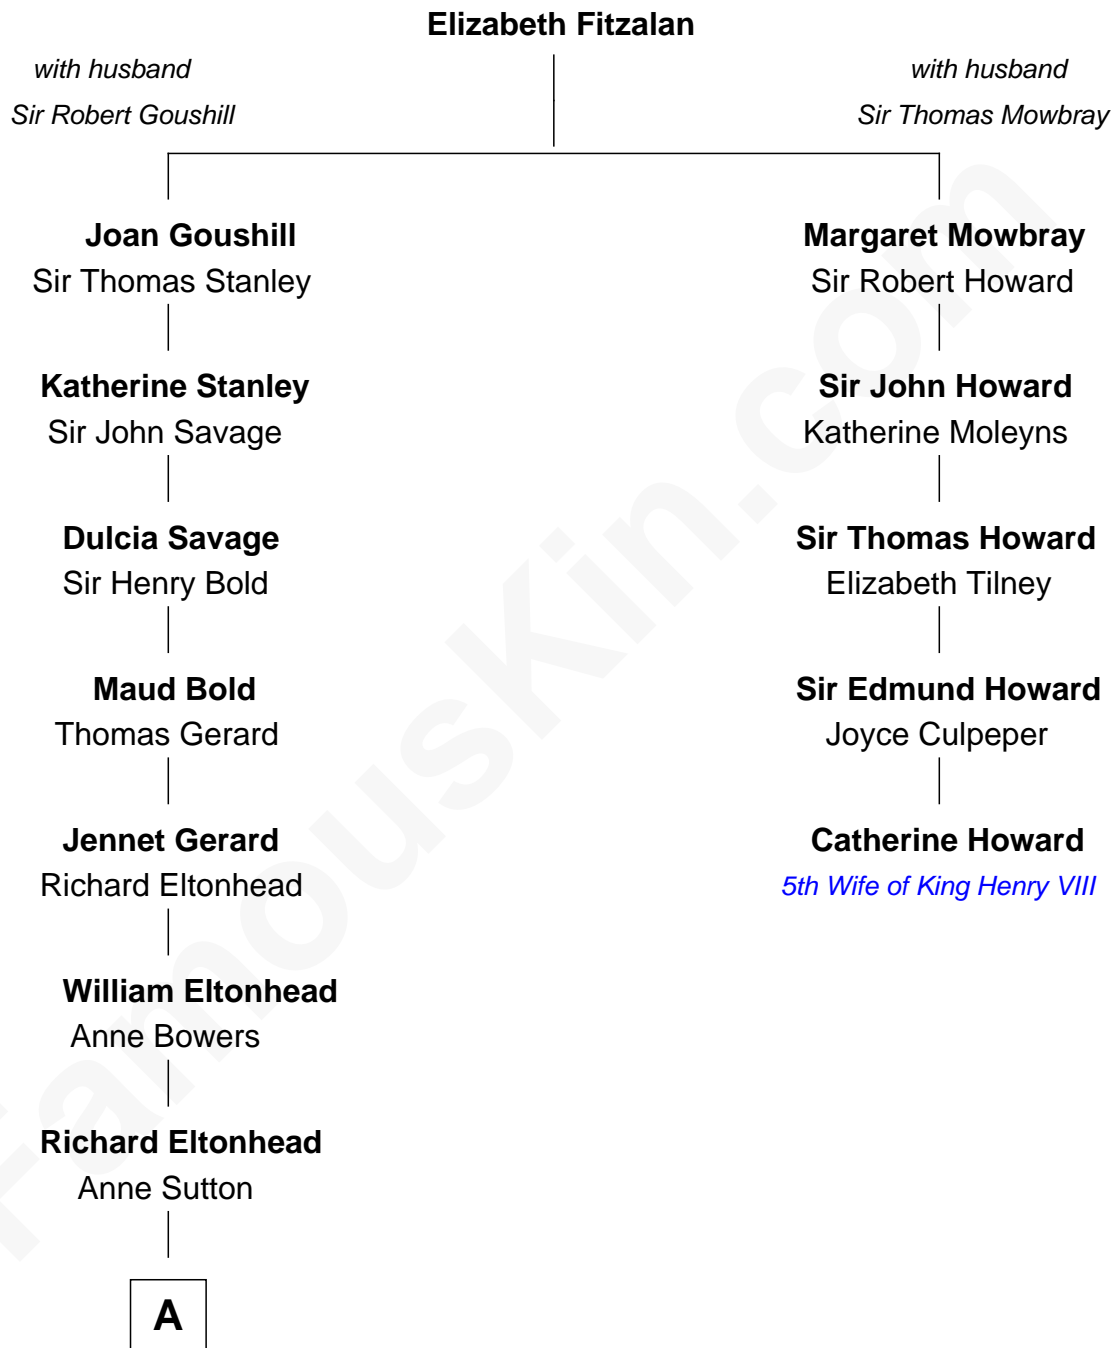 Elizabeth Fitzalan
with husband
Sir Robert Goushill
with husband
Sir Thomas Mowbray
Joan Goushill
Sir Thomas Stanley
Margaret Mowbray
Sir Robert Howard
Katherine Stanley
Sir John Savage
Sir John Howard
Katherine Moleyns
Dulcia Savage
Sir Henry Bold
Sir Thomas Howard
Elizabeth Tilney
Maud Bold
Thomas Gerard
Sir Edmund Howard
Joyce Culpeper
Jennet Gerard
Richard Eltonhead
Catherine Howard
5th Wife of King Henry VIII
William Eltonhead
Anne Bowers
Richard Eltonhead
Anne Sutton
A
FamousKin.com